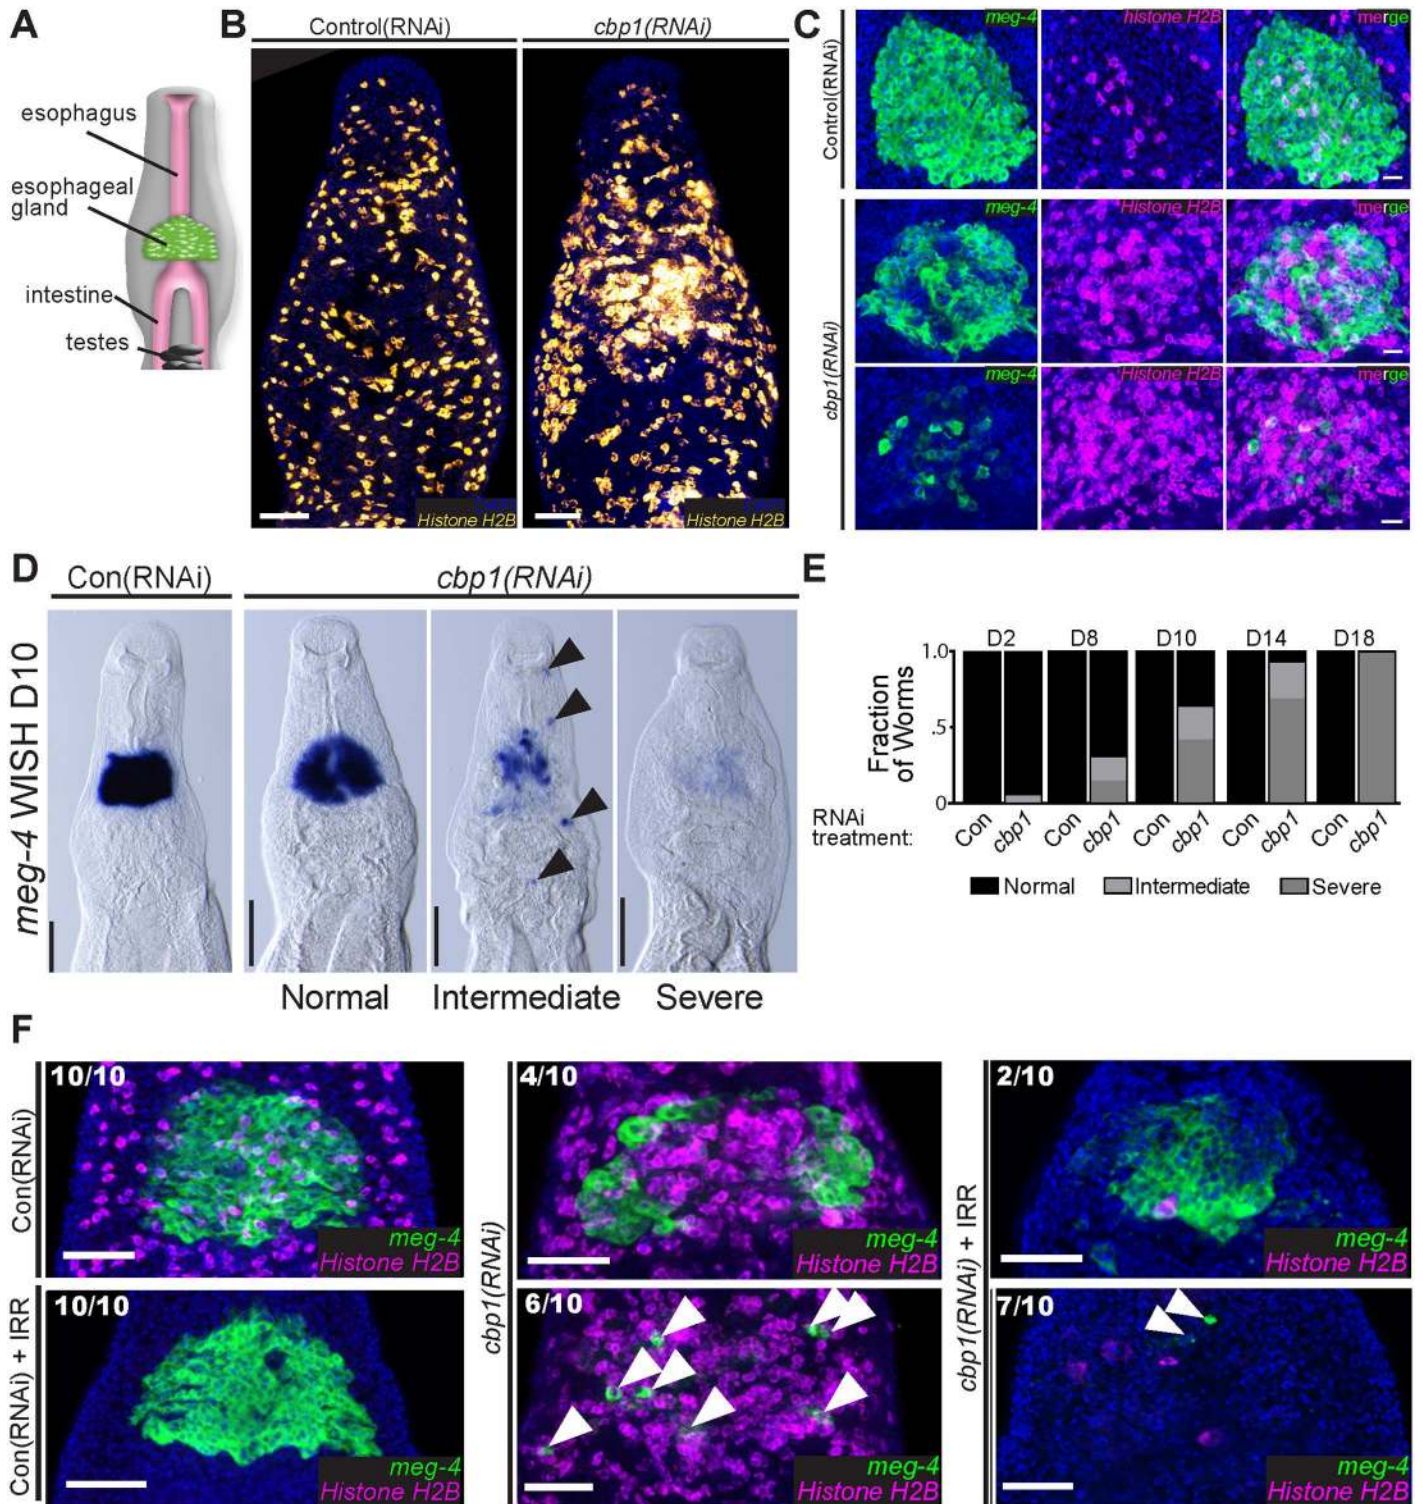 A
esophagus
esophageal
gland
intestine
testes
B
Control(RNAi)
cbp1(RNAi)
Histone H2B
Histone H2B
C
Control(RNAi)
meg-4
histone H2B
merge
cbp1(RNAi)
meg-4
Histone H2B
merge
meg-4
Histone H2B
merge
D
Con(RNAi)
cbp1(RNAi)
meg-4 WISH D10
Normal
Intermediate
Severe
E
D2
D8
D10
D14
D18
Fraction
of Worms
1.0
.5
0
RNAi
treatment:
Con
cbp1
Con
cbp1
Con
cbp1
Con
cbp1
Con
cbp1
Normal
Intermediate
Severe
F
Con(RNAi)
10/10
meg-4
Histone H2B
Con(RNAi) + IRR
10/10
meg-4
Histone H2B
cbp1(RNAi)
4/10
meg-4
Histone H2B
6/10
meg-4
Histone H2B
cbp1(RNAi) + IRR
2/10
meg-4
Histone H2B
7/10
meg-4
Histone H2B